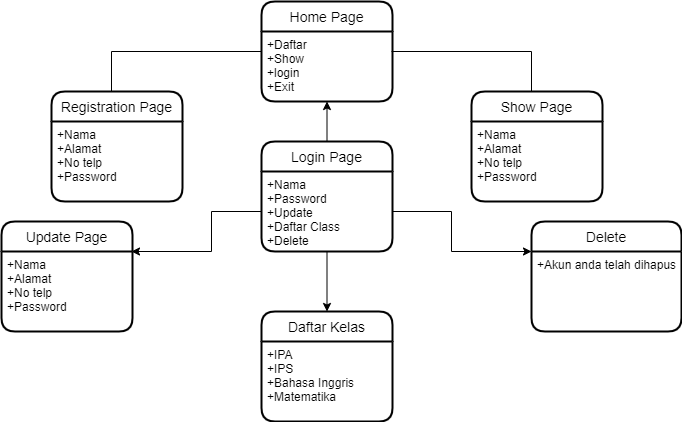 Home Page
+Daftar
+Show
+login
+Exit
Registration Page
+Nama
+Alamat
+No telp
+Password
Show Page
+Nama
+Alamat
+No telp
+Password
Login Page
+Nama
+Password
+Update
+Daftar Class
+Delete
Update Page
+Nama
+Alamat
+No telp
+Password
Delete
+Akun anda telah dihapus
Daftar Kelas
+IPA
+IPS
+Bahasa Inggris
+Matematika